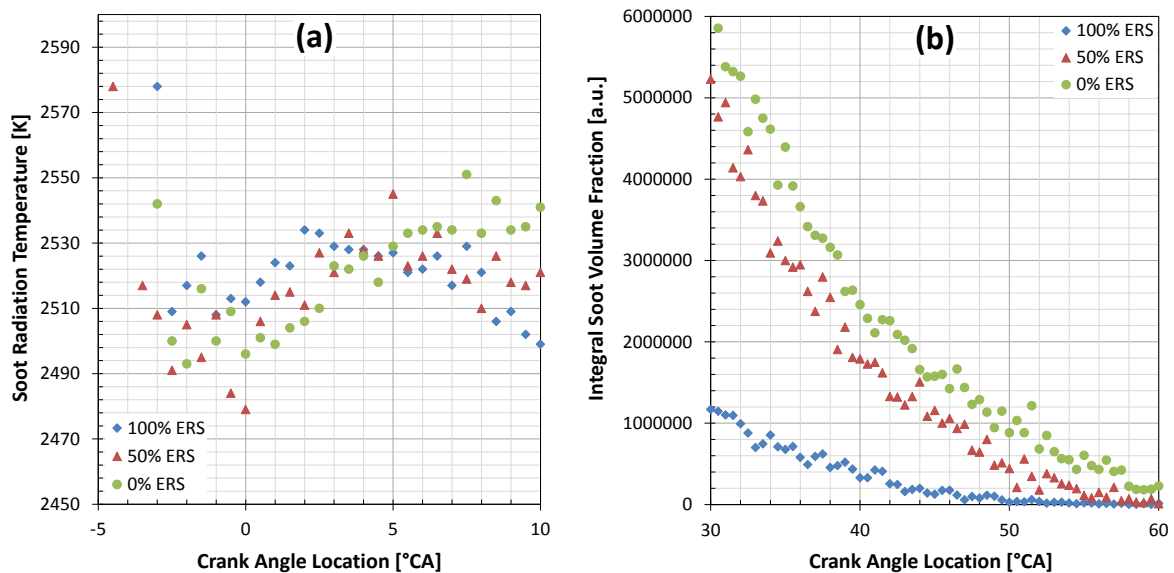 (a)
Soot Radiation Temperature [K]
2590
2570
2550
2530
2510
2490
2470
2450
100% ERS
50% ERS
0% ERS
-5
0
5
10
Crank Angle Location [°CA]
(b)
Integral Soot Volume Fraction [a.u.]
6000000
5000000
4000000
3000000
2000000
1000000
0
100% ERS
50% ERS
0% ERS
30
40
50
60
Crank Angle Location [°CA]